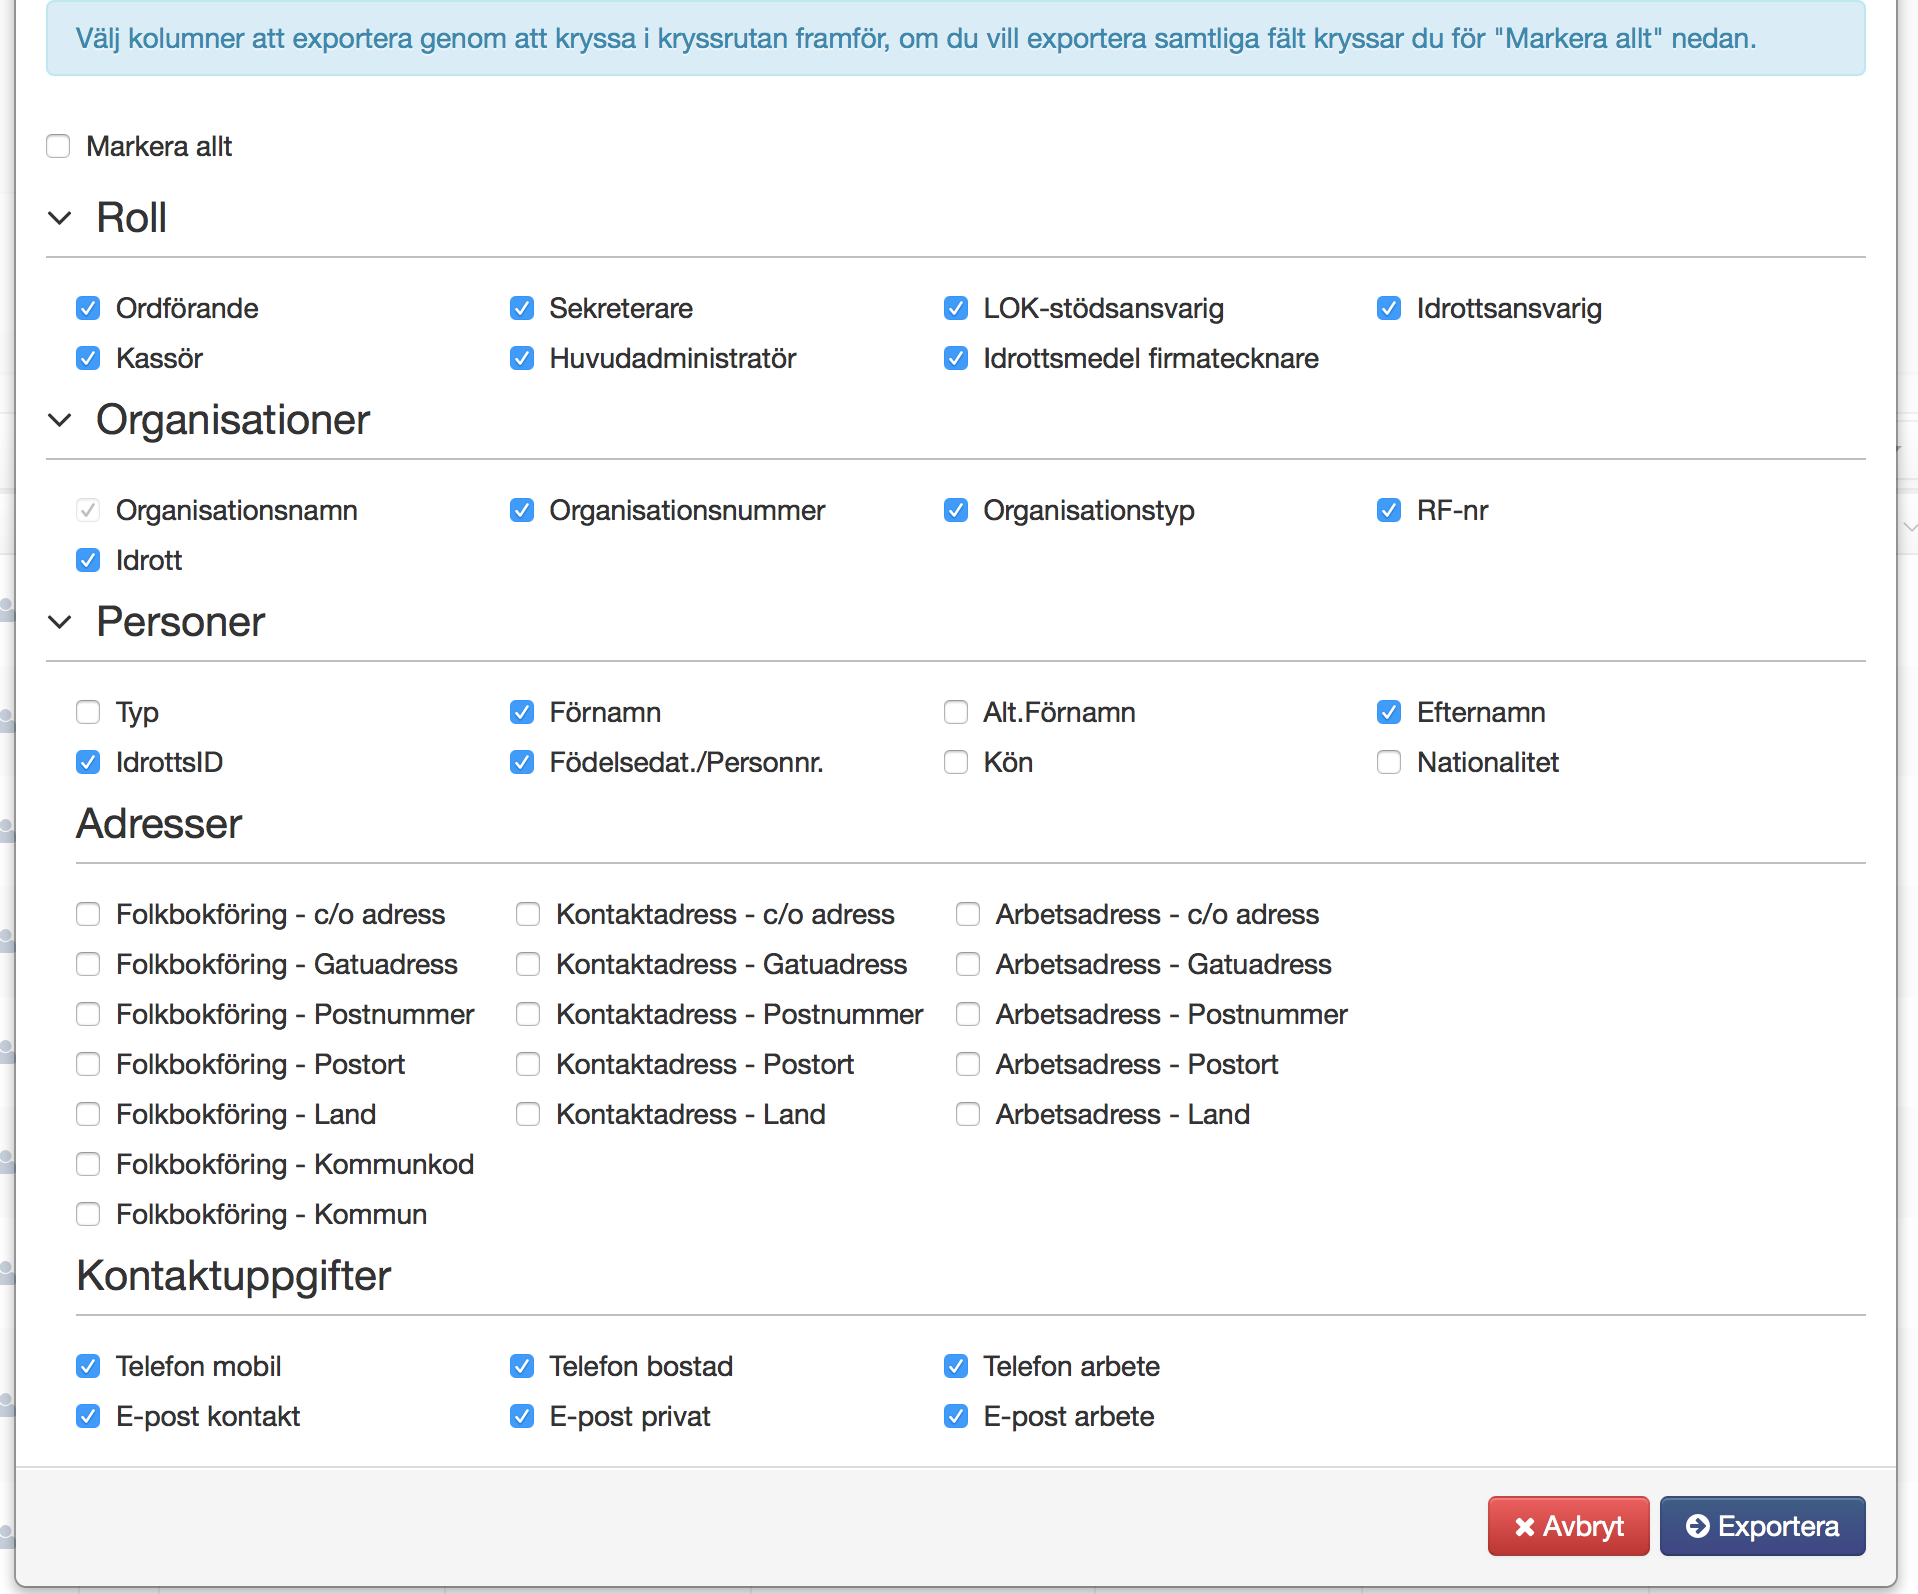 Välj kolumner att exportera genom att kryssa i kryssrutan framför, om du vill exportera samtliga fält kryssar du för "Markera allt" nedan.
Markera allt
Roll
Ordförande Sekreterare LOK-stödsansvarig Idrottsansvarig
Kassör Huvudadministratör Idrottsmedel firmatecknare
Organisationer
Organisationsnamn Organisationsnummer Organisationstyp RF-nr
Idrott
Personer
Typ Förnamn Alt.Förnamn Efternamn
IdrottsID Födelsedat./Personnr. Kön Nationalitet
Adresser
Folkbokföring - c/o adress Kontaktadress - c/o adress Arbetsadress - c/o adress
Folkbokföring - Gatuadress Kontaktadress - Gatuadress Arbetsadress - Gatuadress
Folkbokföring - Postnummer Kontaktadress - Postnummer Arbetsadress - Postnummer
Folkbokföring - Postort Kontaktadress - Postort Arbetsadress - Postort
Folkbokföring - Land Kontaktadress - Land Arbetsadress - Land
Folkbokföring - Kommunkod
Folkbokföring - Kommun
Kontaktuppgifter
Telefon mobil Telefon bostad Telefon arbete
E-post kontakt E-post privat E-post arbete
Avbryt Exportera